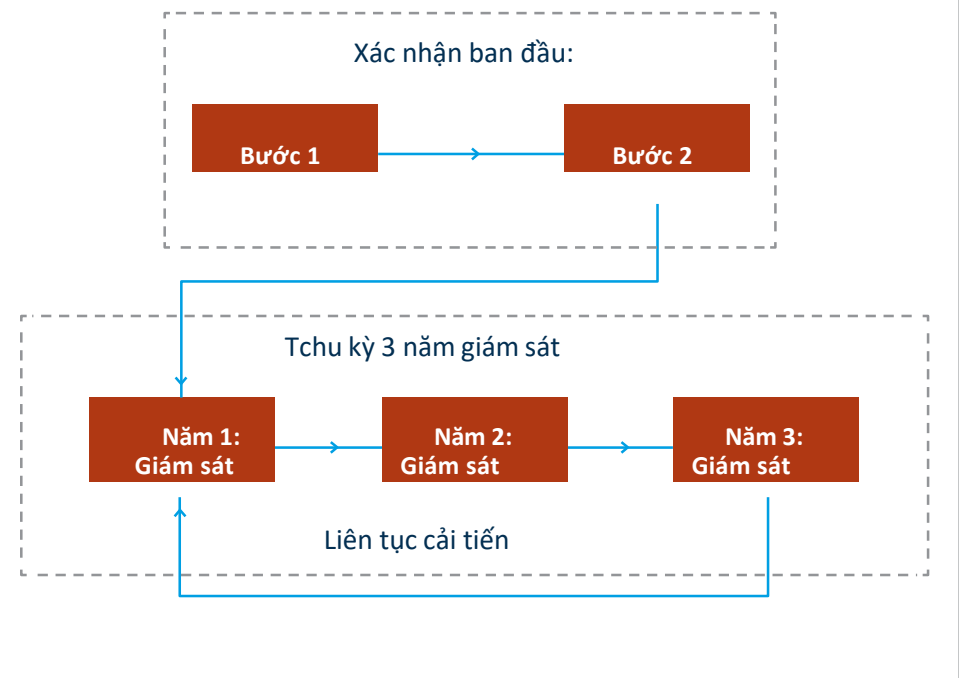 Xác nhận ban đầu:
Bước 1
Bước 2
Tchu kỳ 3 năm giám sát
Năm 1:
Giám sát
Năm 2:
Giám sát
Năm 3:
Giám sát
Liên tục cải tiến